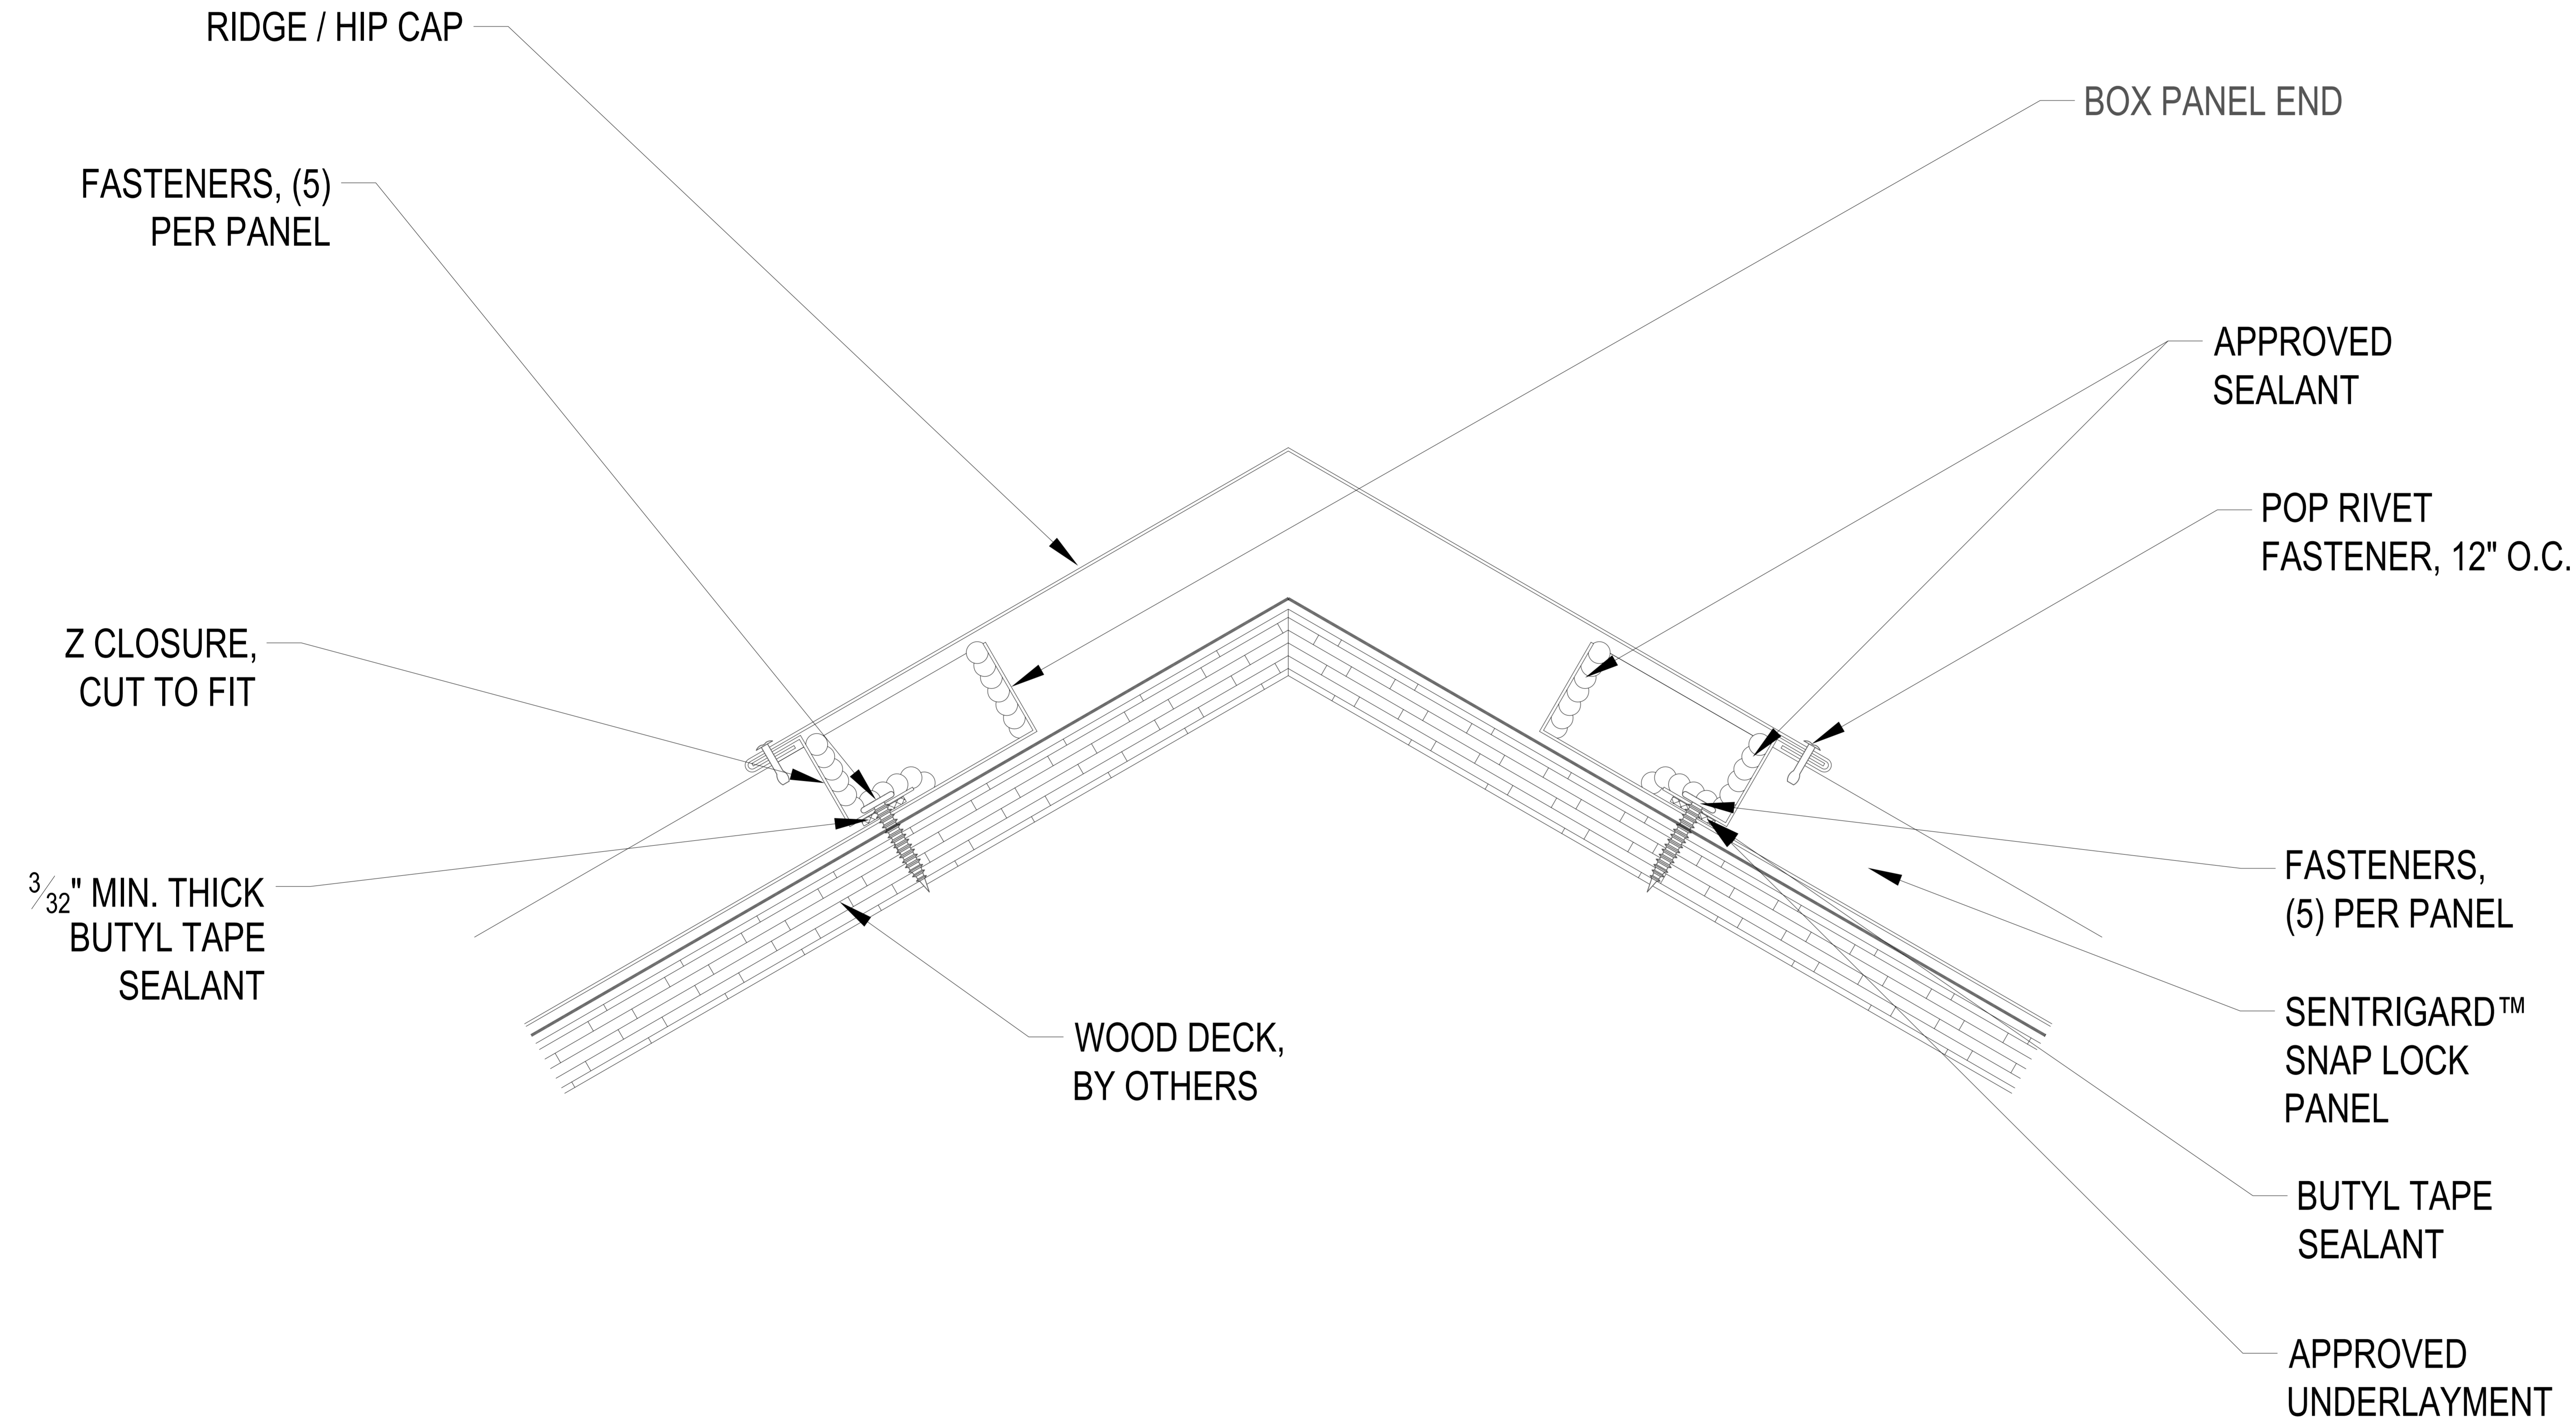 RIDGE / HIP CAP
BOX PANEL END
FASTENERS, (5)
PER PANEL
APPROVED
SEALANT
POP RIVET
FASTENER, 12" O.C.
Z CLOSURE,
CUT TO FIT
3/32" MIN. THICK
BUTYL TAPE
SEALANT
FASTENERS,
(5) PER PANEL
SENTRIGARD™
SNAP LOCK
PANEL
WOOD DECK,
BY OTHERS
BUTYL TAPE
SEALANT
APPROVED
UNDERLAYMENT